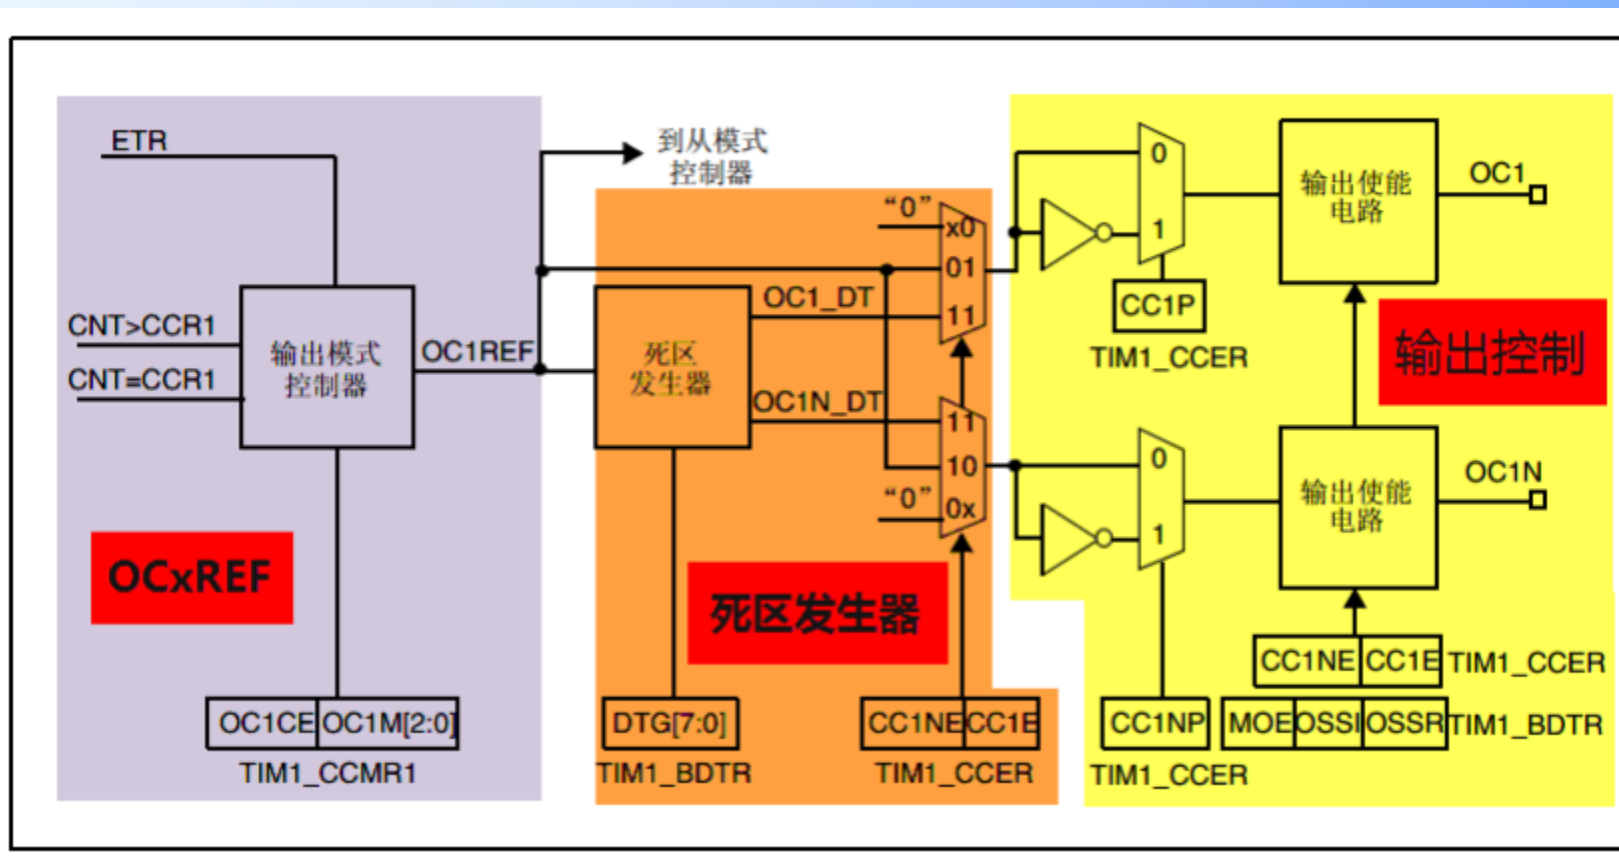 ETR
CNT>CCR1
CNT=CCR1
输出模式
控制器
OC1REF
OCxREF
OC1CE OC1M[2:0]
TIM1_CCMR1
到从模式
控制器
“0”
x0
01
11
OC1_DT
死区
发生器
OC1N_DT
11
10
“0”
0x
死区发生器
DTG[7:0]
TIM1_BDTR
CC1NE CC1E
TIM1_CCER
0
1
CC1P
TIM1_CCER
输出使能
电路
OC1
输出控制
0
1
输出使能
电路
OC1N
CC1NP
TIM1_CCER
CC1NE CC1E TIM1_CCER
MOE OSSI OSSR TIM1_BDTR